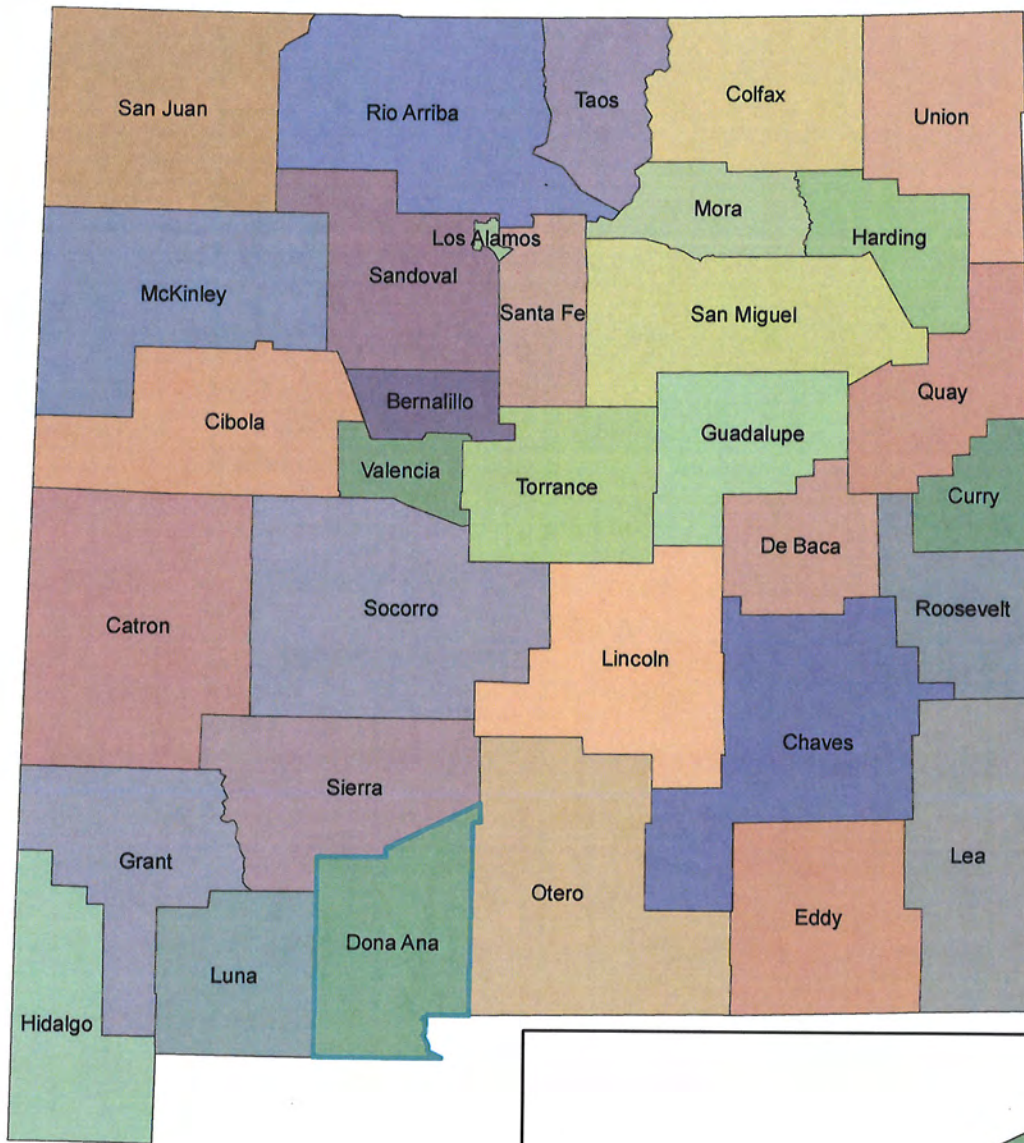 San Juan
Rio Arriba
Taos
Colfax
Union
Mora
Harding
Los Alamos
Sandoval
McKinley
Santa Fe
San Miguel
Quay
Bernalillo
Cibola
Guadalupe
Valencia
Torrance
Curry
De Baca
Socorro
Roosevelt
Catron
Lincoln
Chaves
Sierra
Grant
Lea
Otero
Eddy
Dona Ana
Luna
Hidalgo